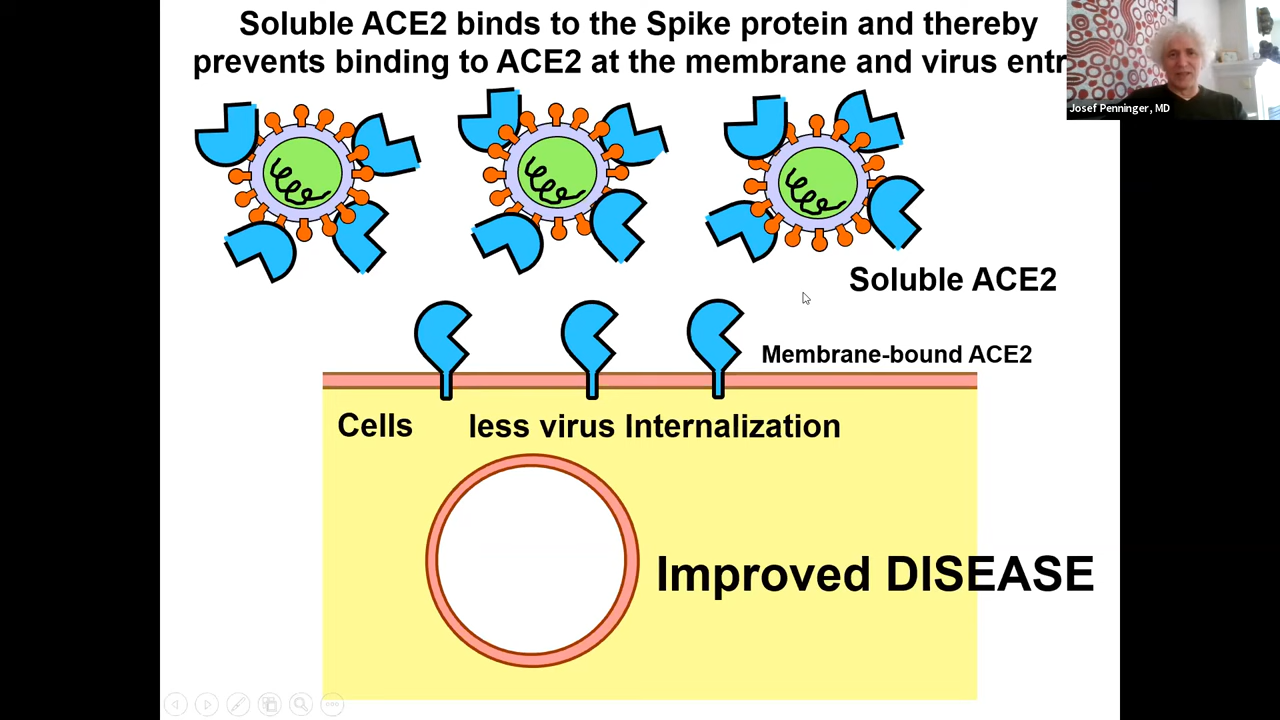 Soluble ACE2 binds to the Spike protein and thereby
prevents binding to ACE2 at the membrane and virus entr
Josef Penninger, MD
Soluble ACE2
Membrane-bound ACE2
Cells less virus Internalization
Improved DISEASE